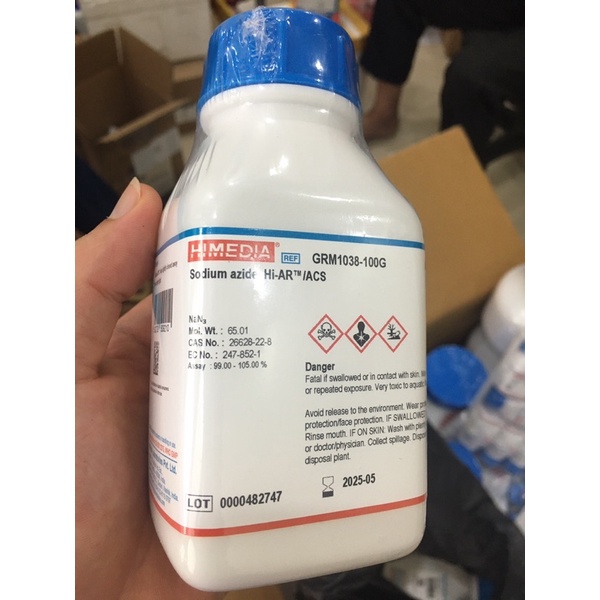 HIMEDIA® REF GRM1038-100G
Sodium azide Hi-AR™/ACS
NaN₃
Mol. Wt. : 65.01
CAS No. : 26628-22-8
EC No. : 247-852-1
Assay : 99.00 - 105.00 %
Danger
Fatal if swallowed or in contact with skin.
or repeated exposure. Very toxic to aquatic
Avoid release to the environment. Wear
protection/face protection. IF SWALLOWED
Rinse mouth. IF ON SKIN: Wash with
or doctor/physician. Collect spillage.
disposal plant.
2025-05
LOT 0000482747
Pvt. Ltd.